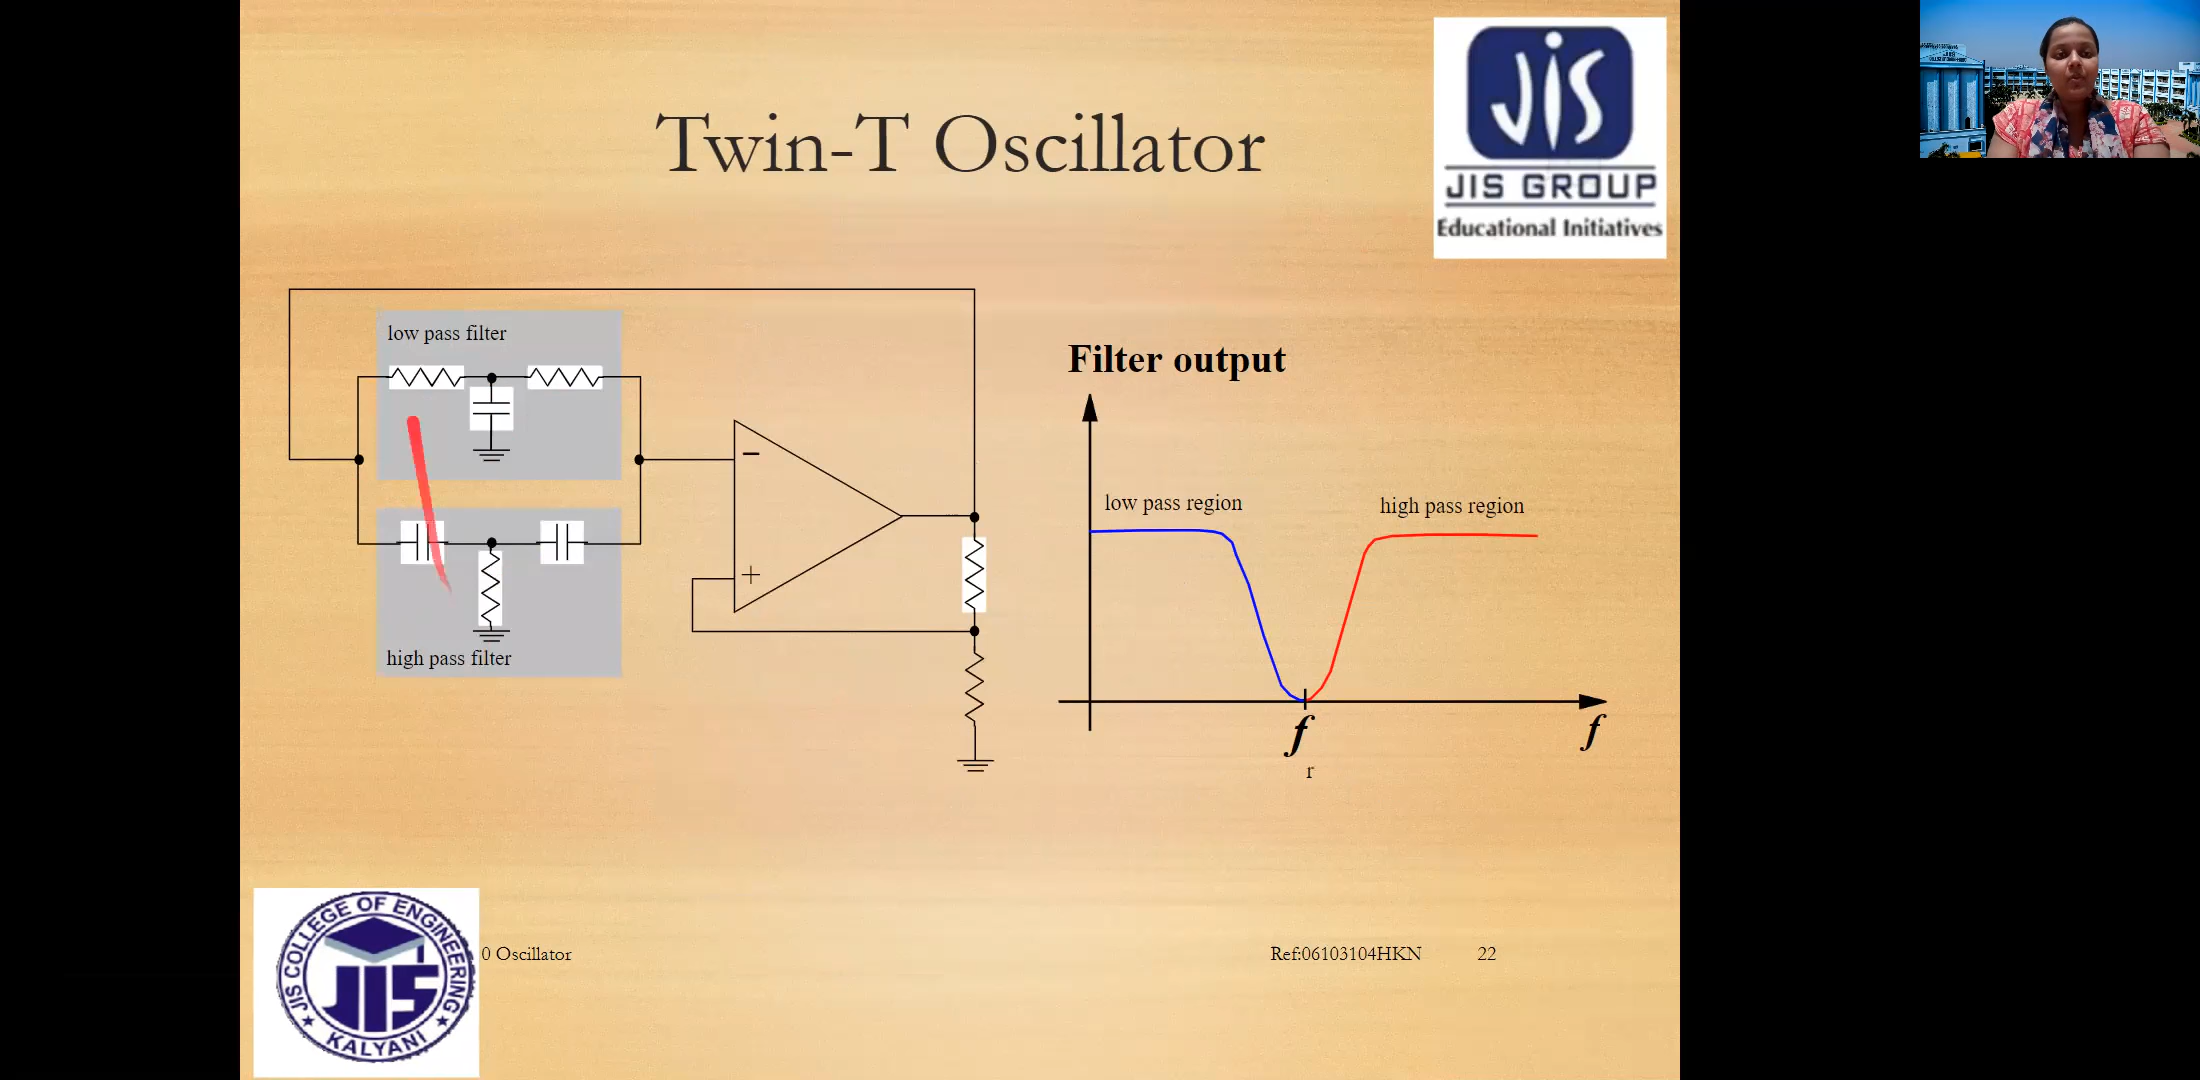 Twin-T Oscillator
JIS
JIS GROUP
Educational Initiatives
low pass filter
high pass filter
−
+
Filter output
low pass region
high pass region
f
r
f
JIS COLLEGE OF ENGINEERING
JIS
★ KALYANI ★
0 Oscillator
Ref:06103104HKN
22